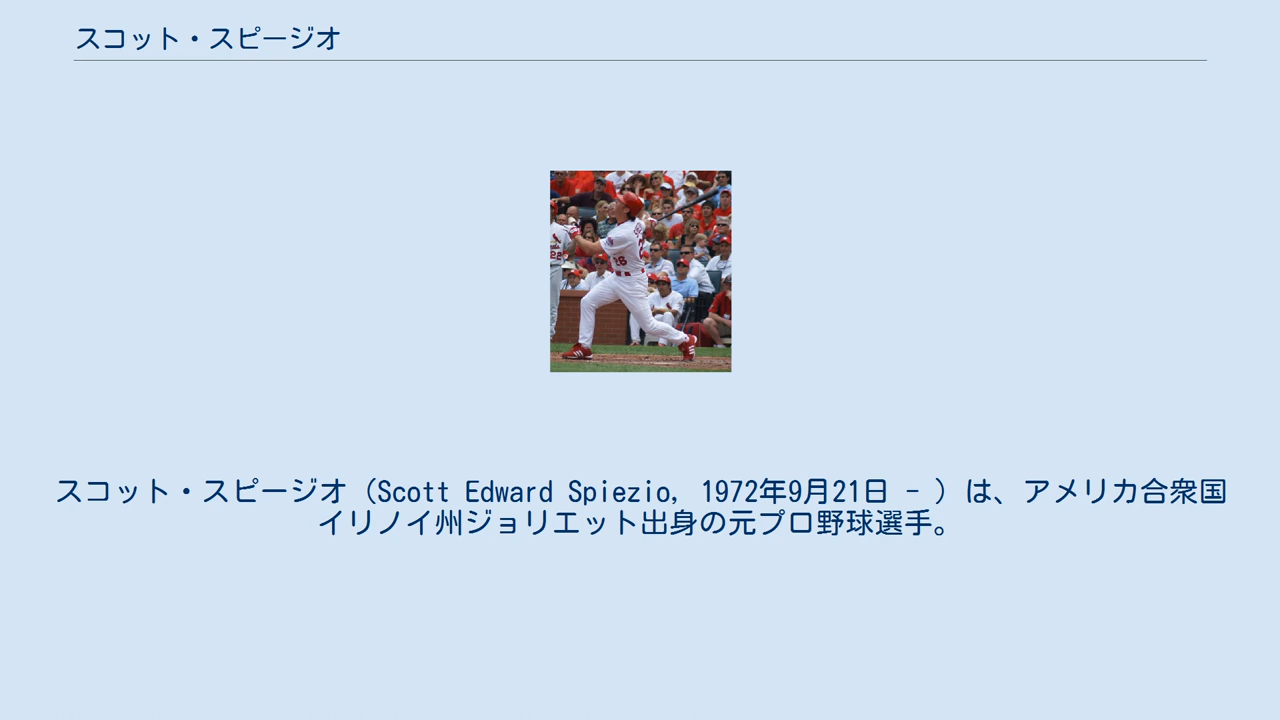 スコット・スピージオ
26
スコット・スピージオ（Scott Edward Spiezio, 1972年9月21日 - ）は、アメリカ合衆国
イリノイ州ジョリエット出身の元プロ野球選手。